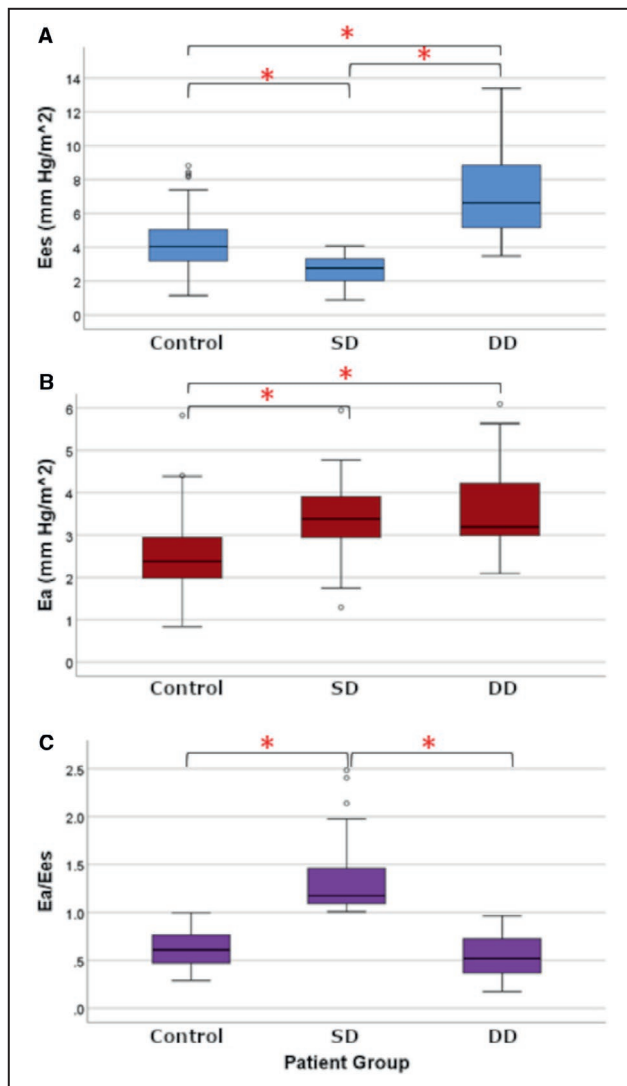 A
*
*
*
14
12
10
8
6
4
2
0
Ees (mm Hg/m^2)
Control SD DD
B
*
*
6
5
4
3
2
1
0
Ea (mm Hg/m^2)
Control SD DD
C
* *
2.5
2.0
1.5
1.0
.5
.0
Ea/Ees
Control SD DD
Patient Group